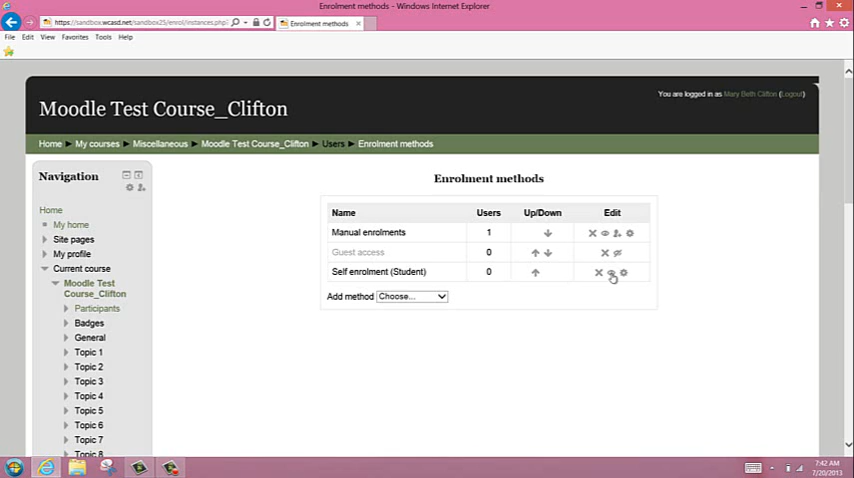 Enrolment methods - Windows Internet Explorer
https://sandbox.wcasd.net/sandbox25/enrol/instances.php?
Enrolment methods
File Edit View Favorites Tools Help
You are logged in as Mary Beth Clifton (Logout)
Moodle Test Course_Clifton
Home ► My courses ► Miscellaneous ► Moodle Test Course_Clifton ► Users ► Enrolment methods
Navigation
Home
My home
Site pages
My profile
Current course
Moodle Test
Course_Clifton
Participants
Badges
General
Topic 1
Topic 2
Topic 3
Topic 4
Topic 5
Topic 6
Topic 7
Topic 8
Enrolment methods
Name Users Up/Down Edit
Manual enrolments 1
Guest access 0
Self enrolment (Student) 0
Add method Choose...
7:42 AM
7/20/2013